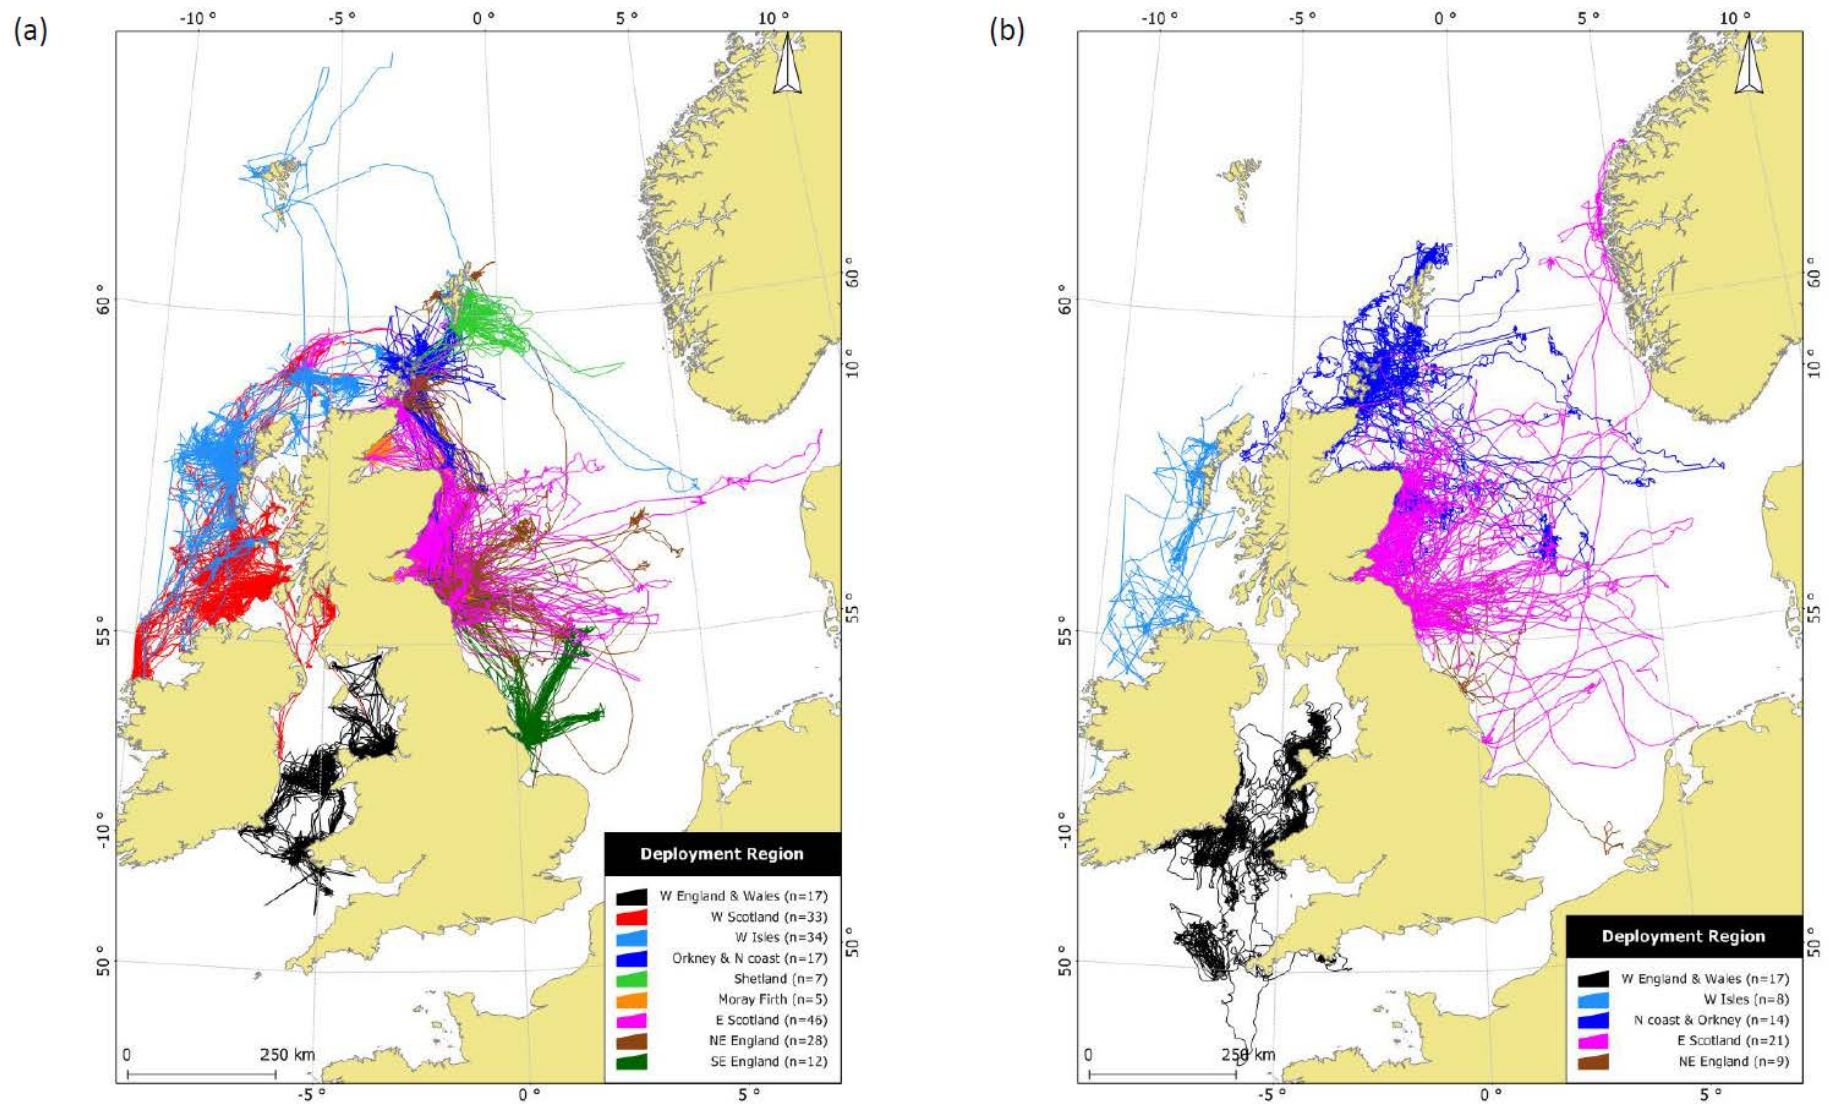 (a)
-10 ° -5 ° 0 ° 5 ° 10 °
60 °
60 °
10 °
55 °
55 °
-10 °
50 °
50 °
Deployment Region
W England & Wales (n=17)
W Scotland (n=33)
W Isles (n=34)
Orkney & N coast (n=17)
Shetland (n=7)
Moray Firth (n=5)
E Scotland (n=46)
NE England (n=28)
SE England (n=12)
0 250 km
-5 ° 0 ° 5 °
(b)
-10 ° -5 ° 0 ° 5 ° 10 °
60 °
60 °
10 °
55 °
55 °
-10 °
50 °
50 °
Deployment Region
W England & Wales (n=17)
W Isles (n=8)
N coast & Orkney (n=14)
E Scotland (n=21)
NE England (n=9)
0 250 km
-5 ° 0 ° 5 °